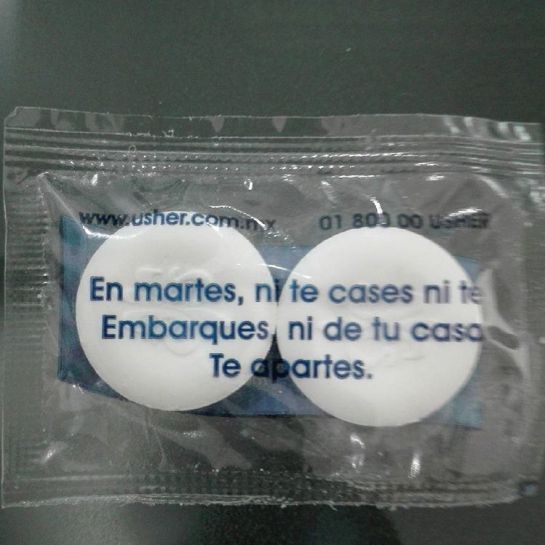 www.usher.com.mx 01 800 00 USHER
En martes, ni te cases ni te
Embarques, ni de tu casa
Te apartes.